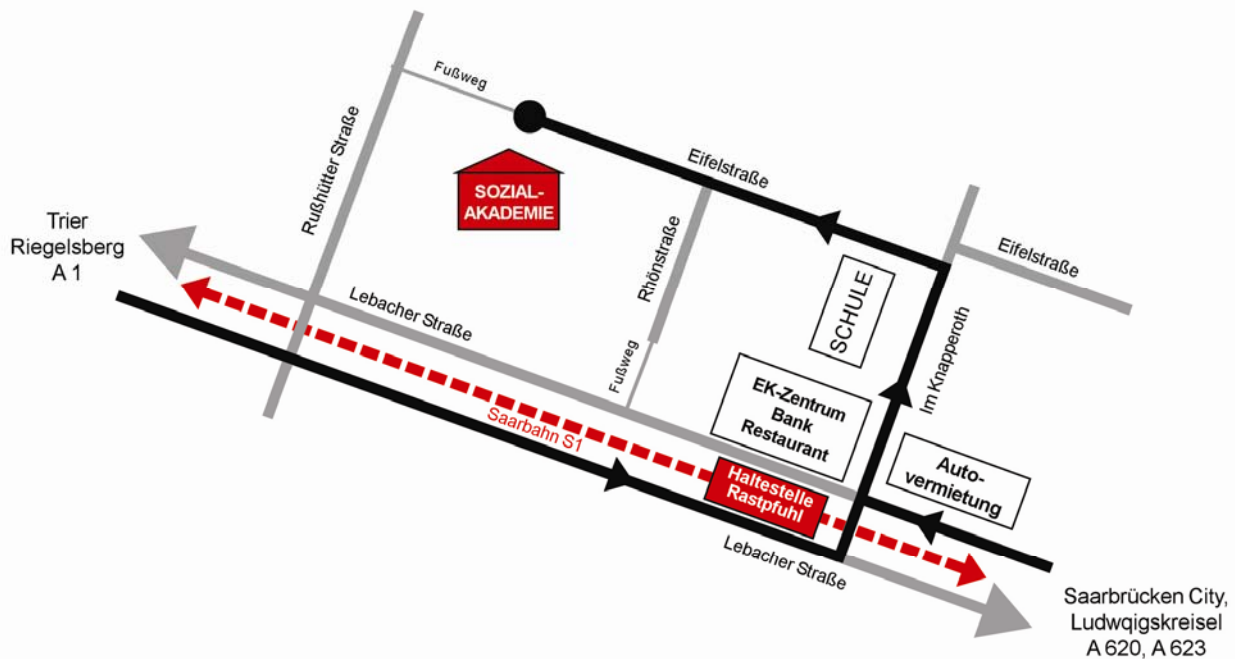 Fußweg
Rußhütter Straße
SOZIAL-
AKADEMIE
Eifelstraße
Trier
Riegelsberg
A 1
Lebacher Straße
Rhönstraße
Fußweg
SCHULE
Eifelstraße
Im Knapperoth
EK-Zentrum
Bank
Restaurant
Saarbahn S1
Haltestelle
Rastpfuhl
Auto-
vermietung
Lebacher Straße
Saarbrücken City,
Ludwqigskreisel
A 620, A 623